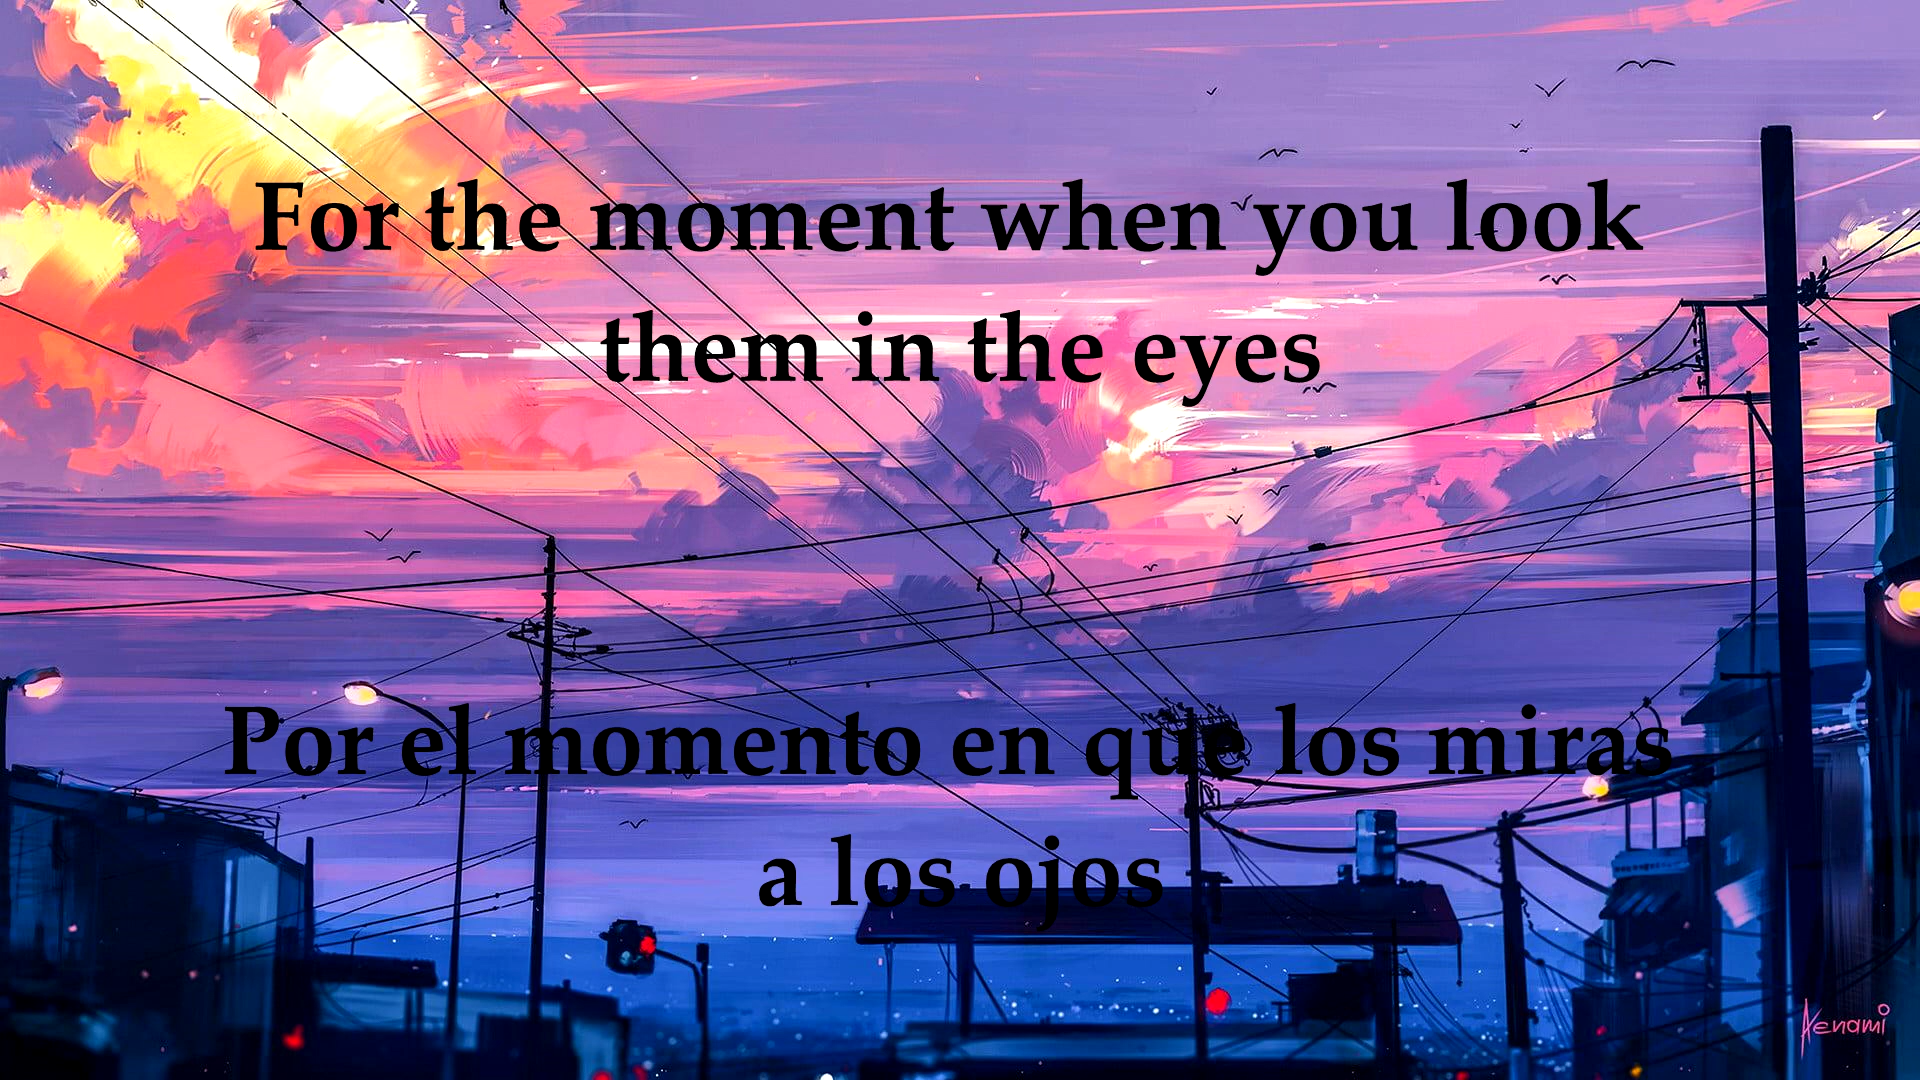 For the moment when you look
them in the eyes
Por el momento en que los miras
a los ojos
Aenami